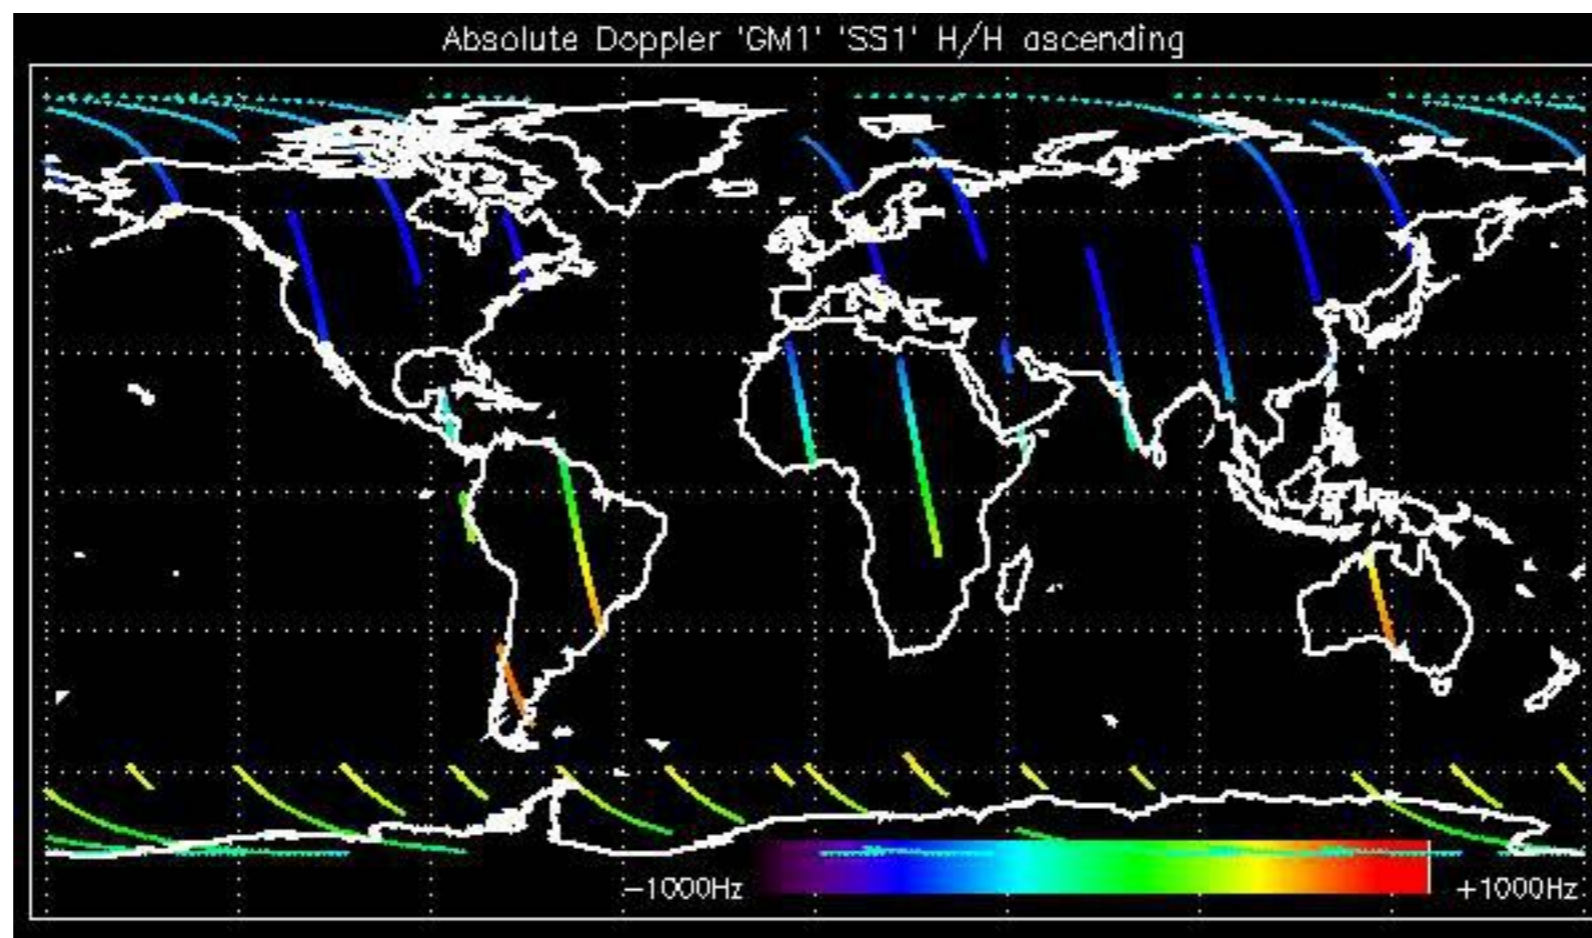 Absolute Doppler 'GM1' 'SS1' H/H ascending
-1000Hz
+1000Hz